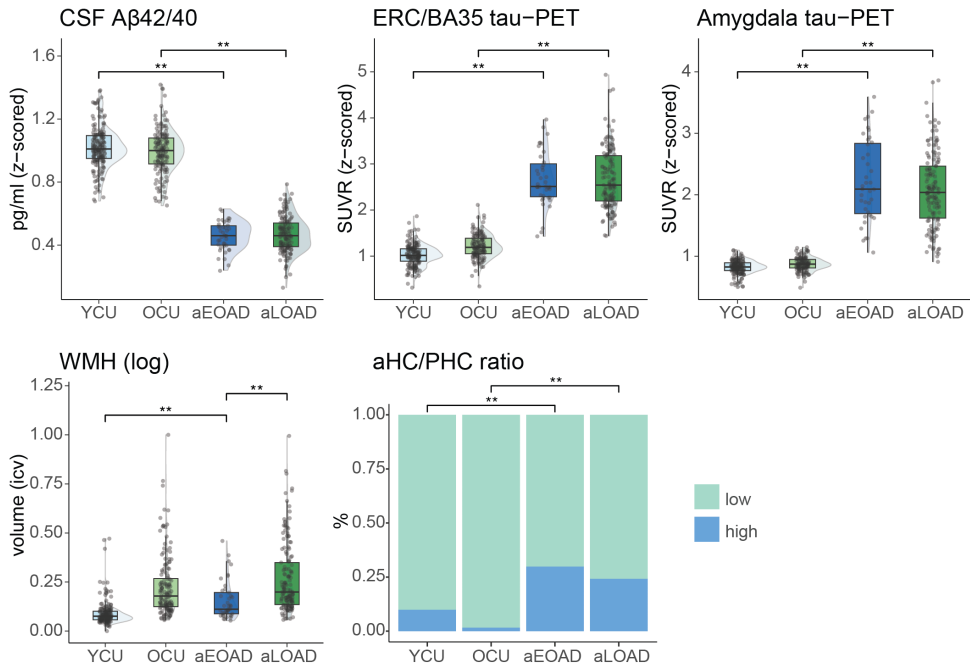 CSF Aβ42/40
pg/ml (z−scored)
1.6
1.2
0.8
0.4
**
**
YCU OCU aEOAD aLOAD
ERC/BA35 tau−PET
SUVR (z−scored)
5
4
3
2
1
**
**
YCU OCU aEOAD aLOAD
Amygdala tau−PET
SUVR (z−scored)
4
3
2
1
**
**
YCU OCU aEOAD aLOAD
WMH (log)
volume (icv)
1.25
1.00
0.75
0.50
0.25
0.00
**
**
YCU OCU aEOAD aLOAD
aHC/PHC ratio
%
1.00
0.75
0.50
0.25
0.00
**
**
YCU OCU aEOAD aLOAD
low
high